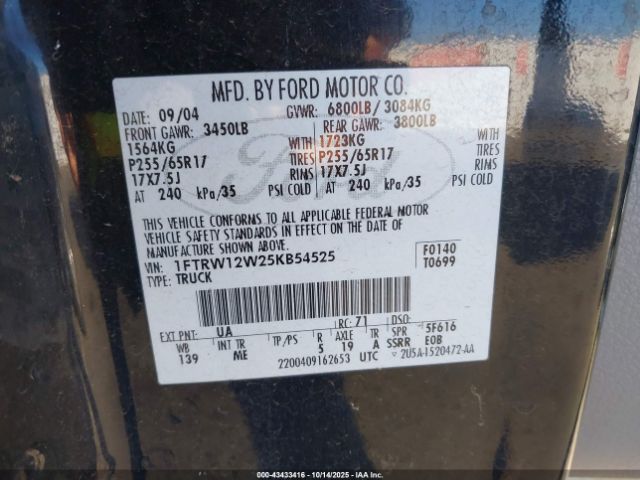 MFD. BY FORD MOTOR CO.
DATE: 09/04 GVWR: 6800LB / 3084KG
FRONT GAWR: 3450LB REAR GAWR: 3800LB
1564KG WITH 1723KG WITH
P255/65R17 TIRES P255/65R17 TIRES
17X7.5J RIMS 17X7.5J RIMS
AT 240 kPa/35 PSI COLD AT 240 kPa/35 PSI COLD
THIS VEHICLE CONFORMS TO ALL APPLICABLE FEDERAL MOTOR
VEHICLE SAFETY STANDARDS IN EFFECT ON THE DATE OF
MANUFACTURE SHOWN ABOVE.
VIN: 1FTRW12W25KB54525 F0140
TYPE: TRUCK T0699
Ford
RC: 71 DSO:
EXT PNT: UA 5F616
WB INT TR TP/PS R AXLE TR SPR EOB
139 ME 5 19 A SSRR
2200409162653 UTC ▽ 2U5A-1520472-AA
000-43433416 - 10/14/2025 - IAAI.COM